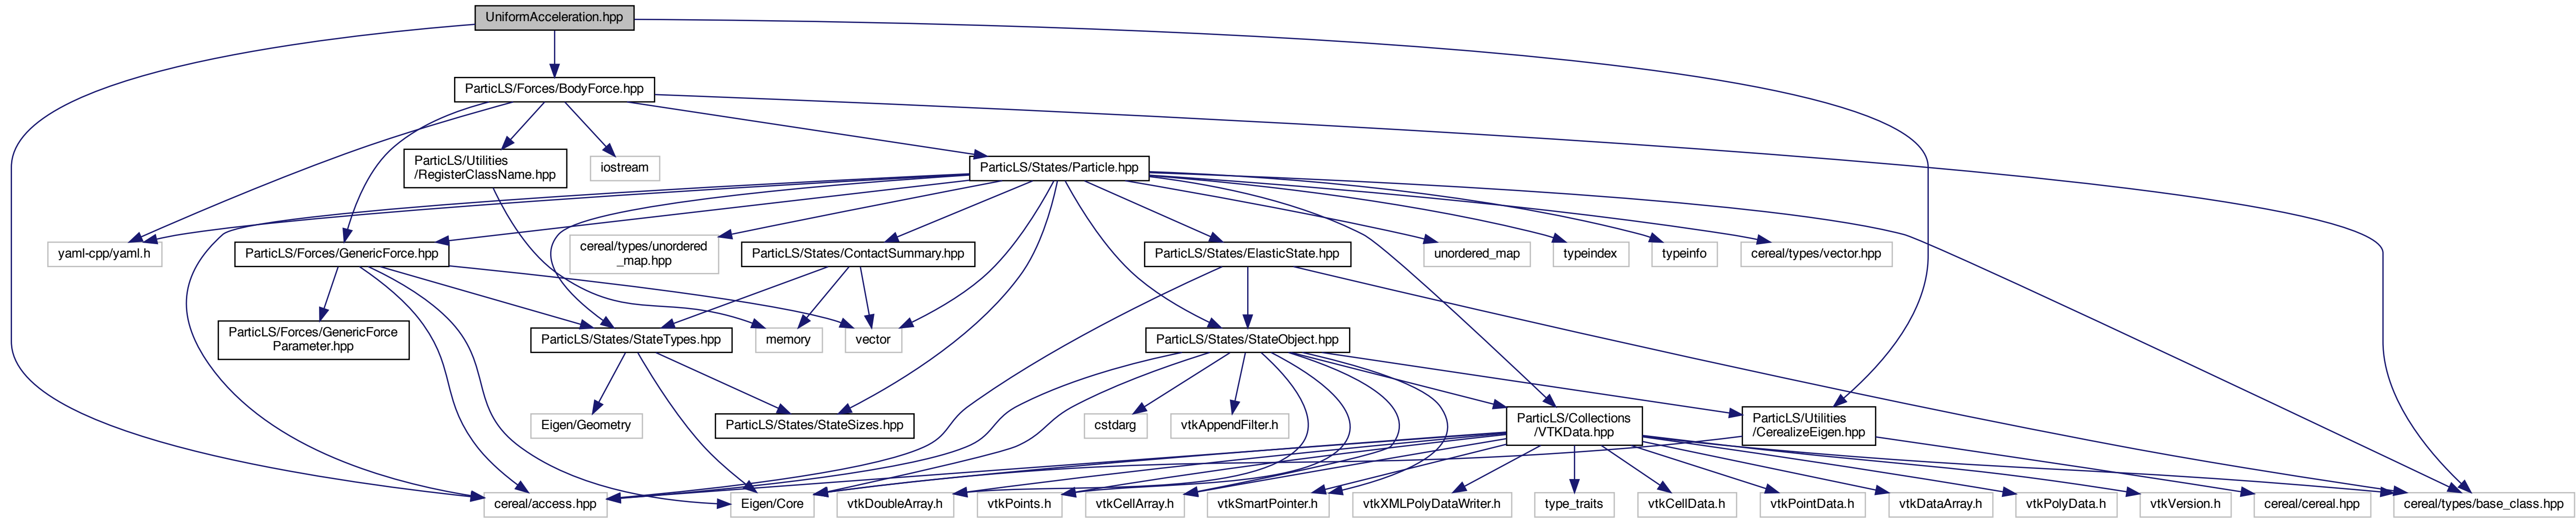 UniformAcceleration.hpp
ParticLS/Forces/BodyForce.hpp
ParticLS/Utilities
/RegisterClassName.hpp
iostream
ParticLS/States/Particle.hpp
yaml-cpp/yaml.h
ParticLS/Forces/GenericForce.hpp
cereal/types/unordered
_map.hpp
ParticLS/States/ContactSummary.hpp
ParticLS/States/ElasticState.hpp
unordered_map
typeindex
typeinfo
cereal/types/vector.hpp
ParticLS/Forces/GenericForce
Parameter.hpp
ParticLS/States/StateTypes.hpp
memory
vector
ParticLS/States/StateObject.hpp
Eigen/Geometry
ParticLS/States/StateSizes.hpp
cstdarg
vtkAppendFilter.h
ParticLS/Collections
/VTKData.hpp
ParticLS/Utilities
/CerealizeEigen.hpp
cereal/access.hpp
Eigen/Core
vtkDoubleArray.h
vtkPoints.h
vtkCellArray.h
vtkSmartPointer.h
vtkXMLPolyDataWriter.h
type_traits
vtkCellData.h
vtkPointData.h
vtkDataArray.h
vtkPolyData.h
vtkVersion.h
cereal/cereal.hpp
cereal/types/base_class.hpp